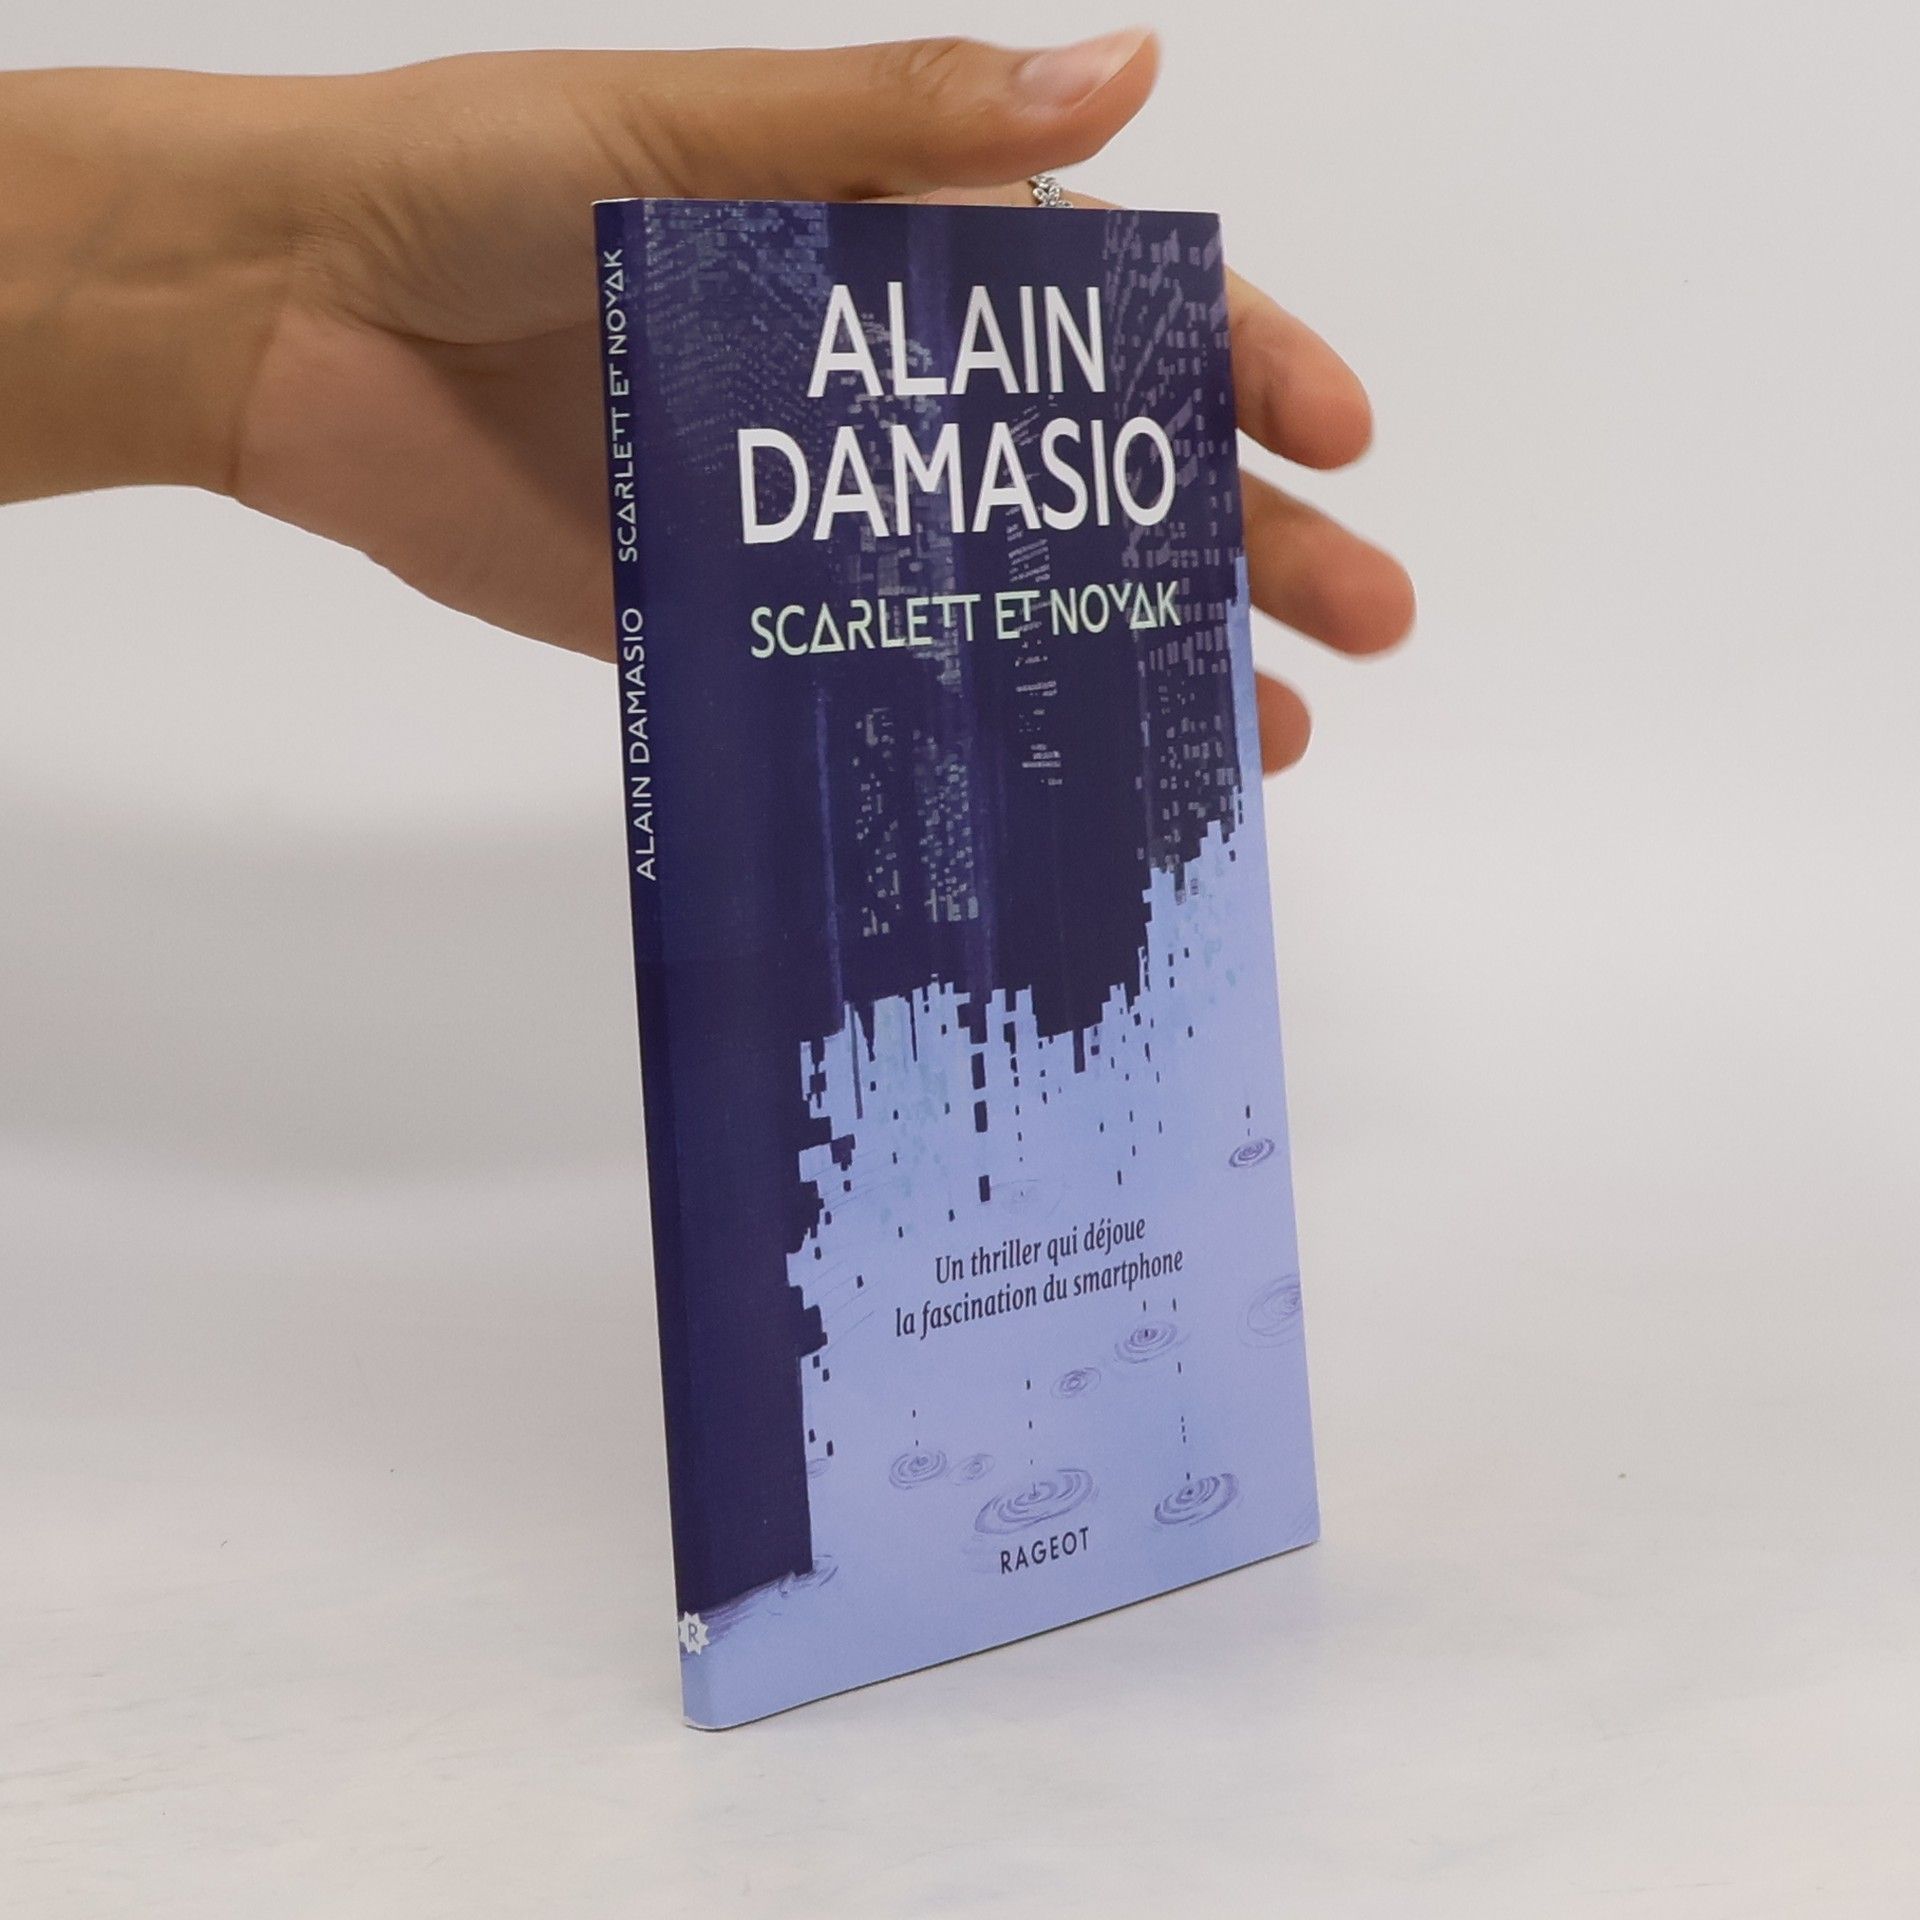 ALAIN
DAMASIO
SCARLETT ET NOVAK
Un thriller qui déjoue
la fascination du smartphone
RAGEOT
ALAIN DAMASIO SCARLETT ET NOVAK
R